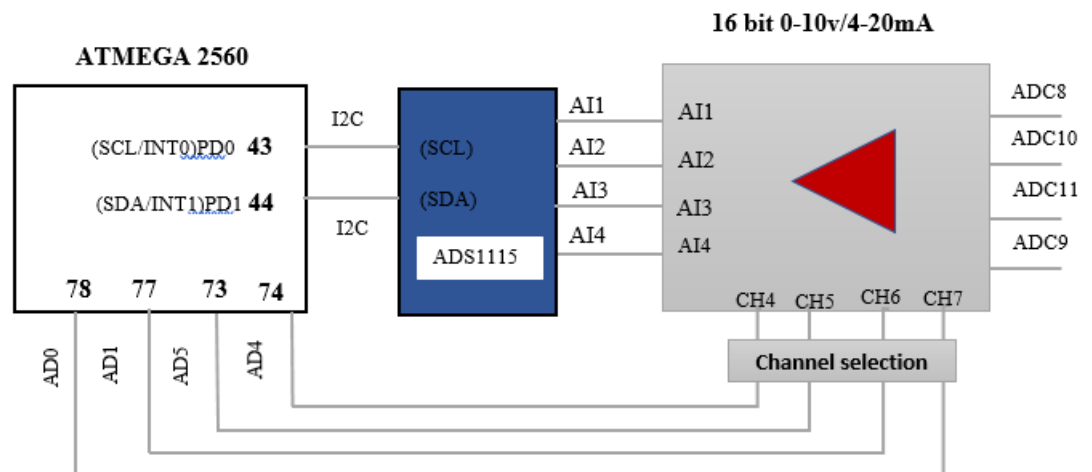 16 bit 0-10v/4-20mA
ATMEGA 2560
ADC8
I2C
AI1
AI1
(SCL/INT0)PD0 43
(SCL)
AI2
AI2
ADC10
(SDA/INT1)PD1 44
(SDA)
AI3
AI3
ADC11
I2C
AI4
AI4
ADC9
ADS1115
78 77 73 74
CH4 CH5 CH6 CH7
AD0 AD1 AD5 AD4
Channel selection